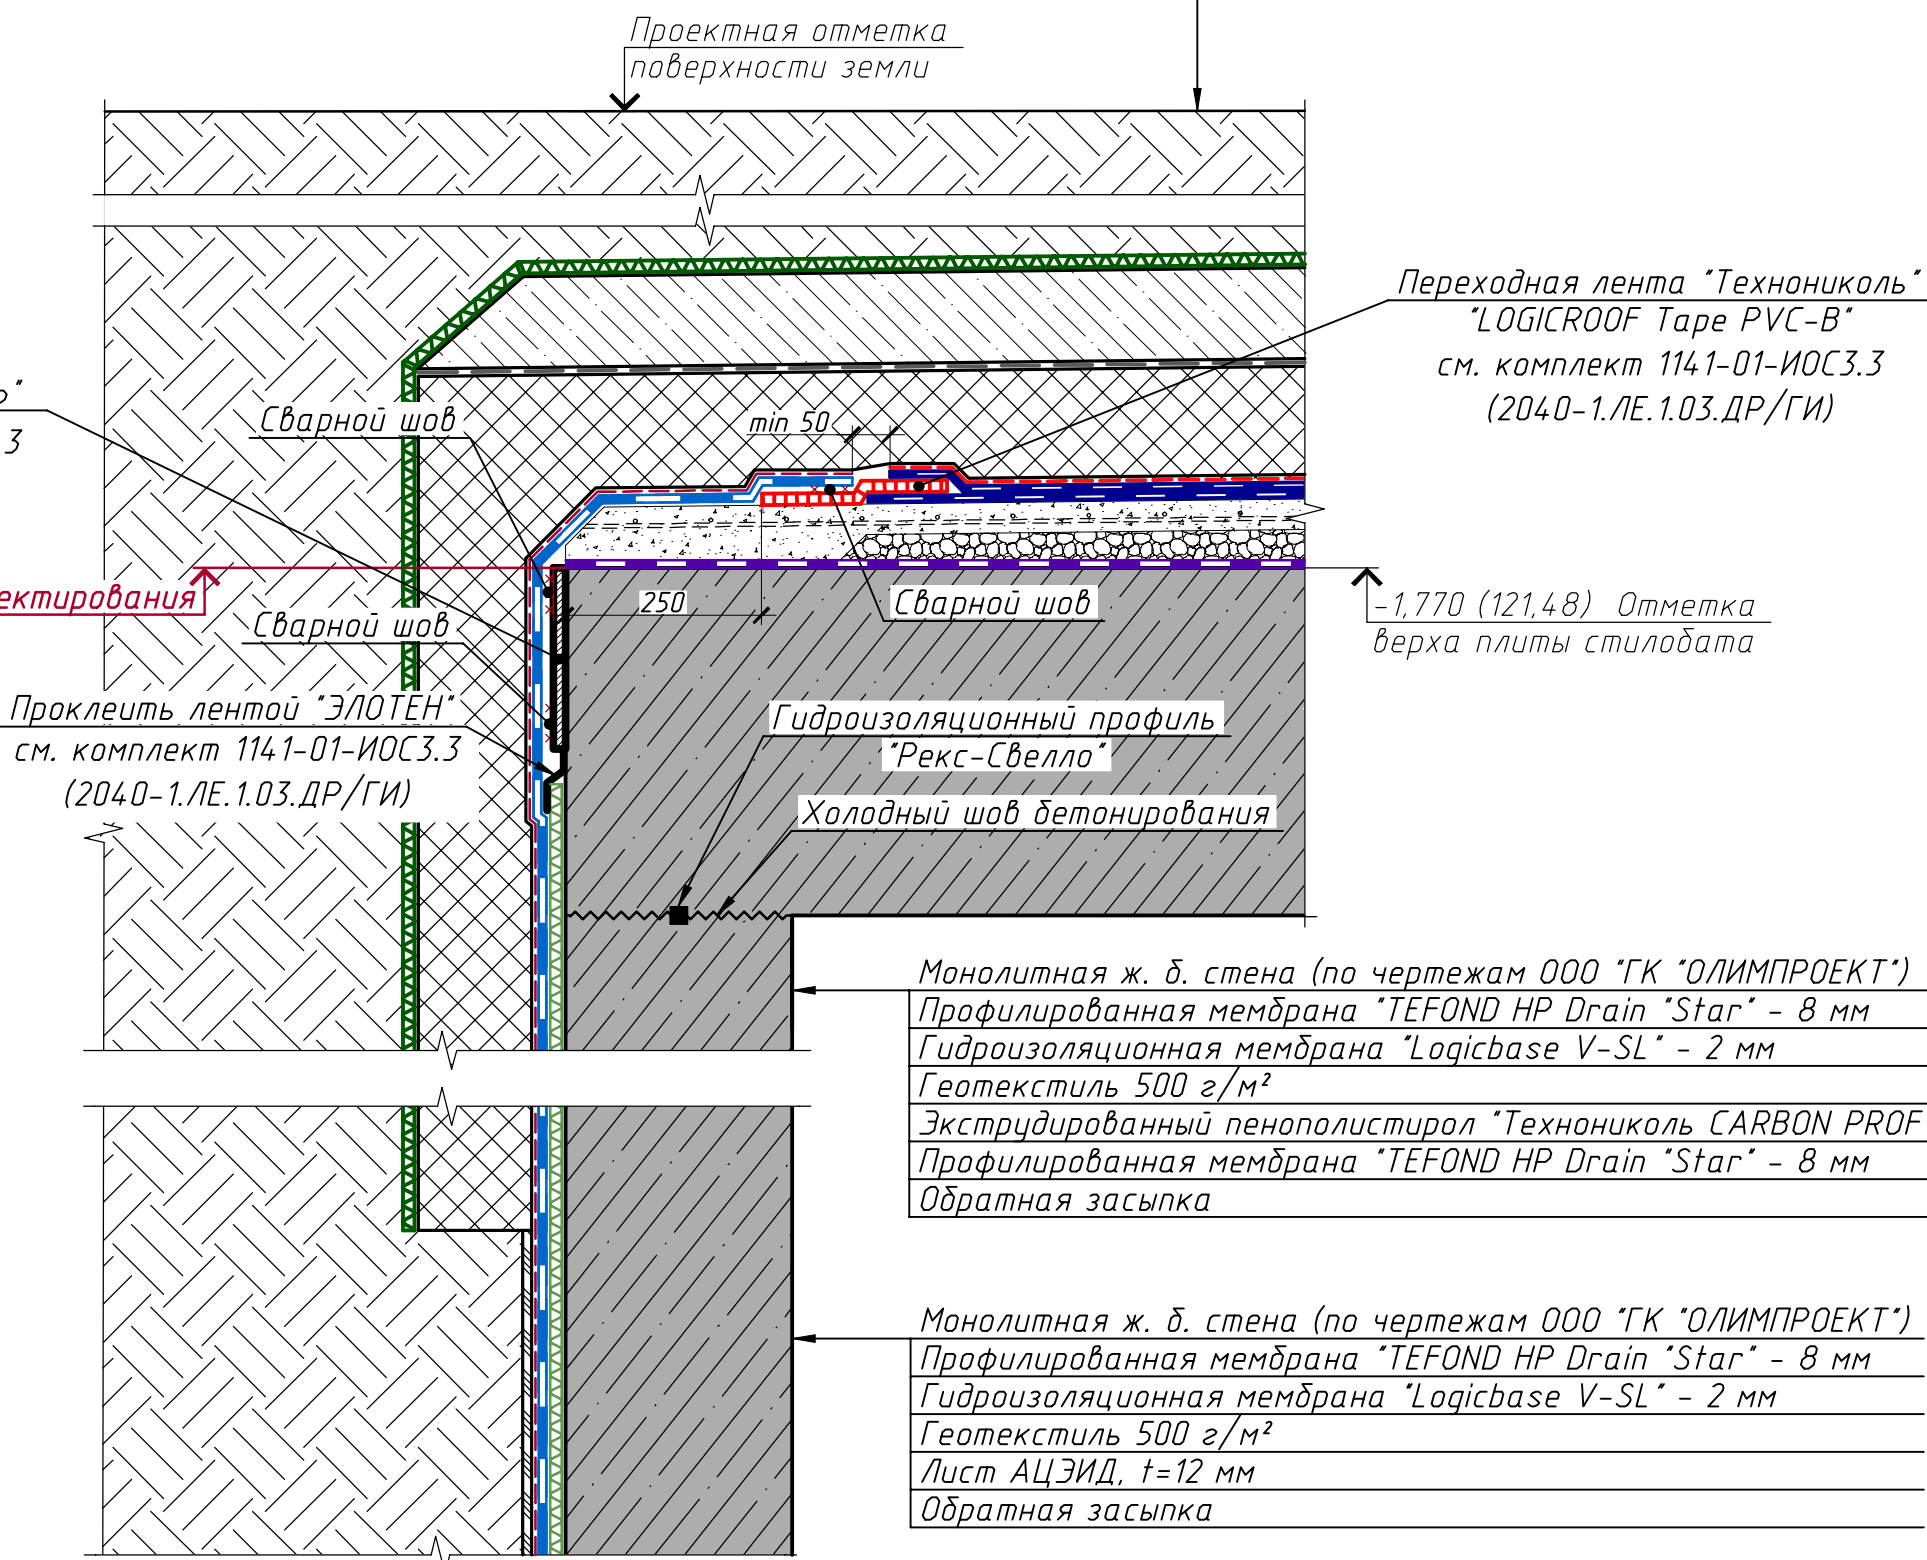 Проектная отметка
поверхности земли
Переходная лента "Технониколь"
"LOGICROOF Tape PVC-B"
см. комплект 1141-01-ИОС3.3
(2040-1.ЛЕ.1.03.ДР/ГИ)
3
Сварной шов
min 50
ектирования
Сварной шов
250
Сварной шов
-1,770 (121,48) Отметка
верха плиты стилобата
Проклеить лентой "ЭЛОТЕН"
см. комплект 1141-01-ИОС3.3
(2040-1.ЛЕ.1.03.ДР/ГИ)
Гидроизоляционный профиль
"Рекс-Свелло"
Холодный шов бетонирования
Монолитная ж. б. стена (по чертежам ООО "ГК "ОЛИМПРОЕКТ")
Профилированная мембрана "TEFOND HP Drain "Star" - 8 мм
Гидроизоляционная мембрана "Logicbase V-SL" - 2 мм
Геотекстиль 500 г/м²
Экструдированный пенополистирол "Технониколь CARBON PROF
Профилированная мембрана "TEFOND HP Drain "Star" - 8 мм
Обратная засыпка
Монолитная ж. б. стена (по чертежам ООО "ГК "ОЛИМПРОЕКТ")
Профилированная мембрана "TEFOND HP Drain "Star" - 8 мм
Гидроизоляционная мембрана "Logicbase V-SL" - 2 мм
Геотекстиль 500 г/м²
Лист АЦЭИД, t=12 мм
Обратная засыпка